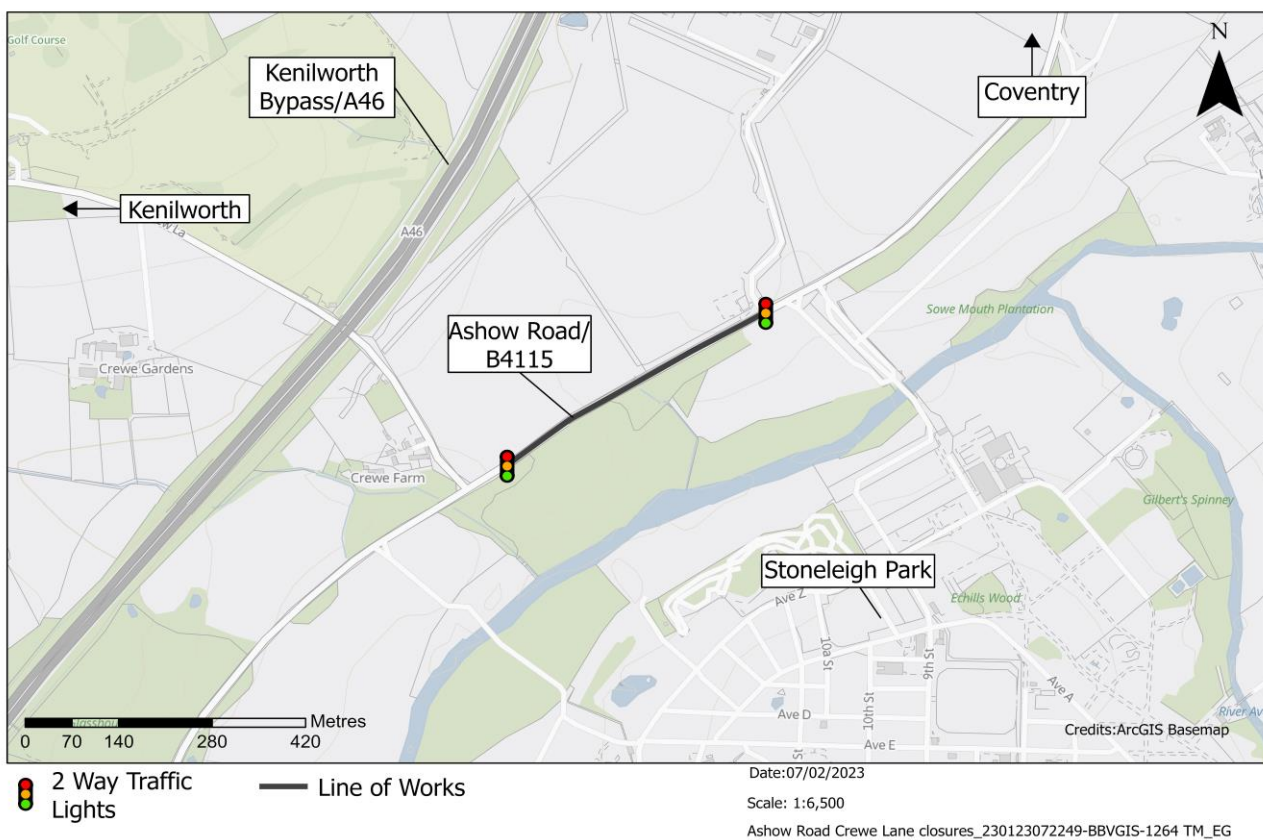 Golf Course
Kenilworth
Bypass/A46
Coventry
N
Kenilworth
A46
Ashow Road/
B4115
Sowe Mouth Plantation
Crewe Gardens
Crewe Farm
Gilbert's Spinney
Stoneleigh Park
Ave Z
Echills Wood
10a St
9th St
10th St
Ave A
Ave D
Ave E
Metres
0 70 140 280 420
Credits:ArcGIS Basemap
2 Way Traffic
Lights
Line of Works
Date:07/02/2023
Scale: 1:6,500
Ashow Road Crewe Lane closures_230123072249-BBVGIS-1264 TM_EG